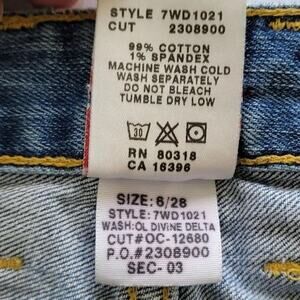 STYLE 7WD1021
CUT 2308900
99% COTTON
1% SPANDEX
MACHINE WASH COLD
WASH SEPARATELY
DO NOT BLEACH
TUMBLE DRY LOW
30
RN 80318
CA 16396
SIZE: 6/28
STYLE: 7WD1021
WASH: OL DIVINE DELTA
CUT#OC-12680
P.O.#2308900
SEC-03